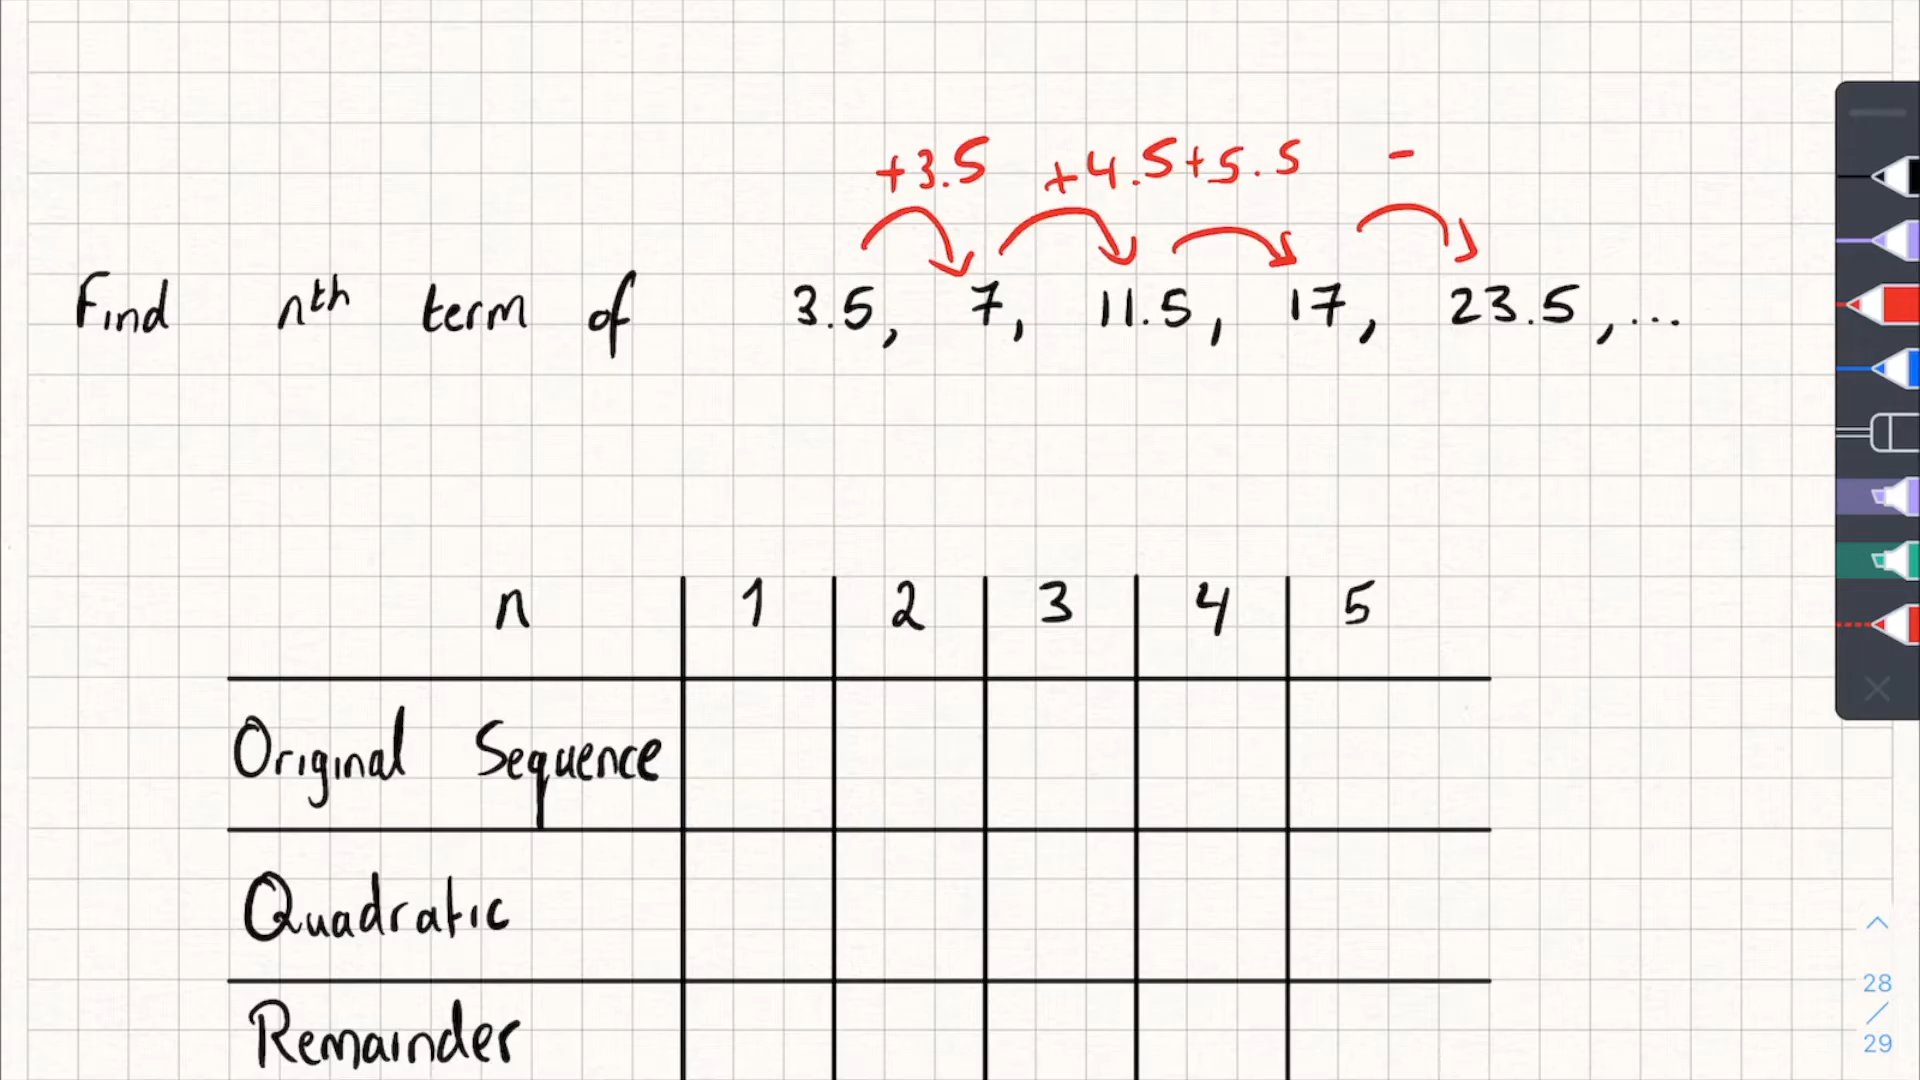 +3.5 +4.5 +5.5 -
Find nth term of 3.5, 7, 11.5, 17, 23.5, ...
n 1 2 3 4 5
Original Sequence
Quadratic
Remainder
28
/
29